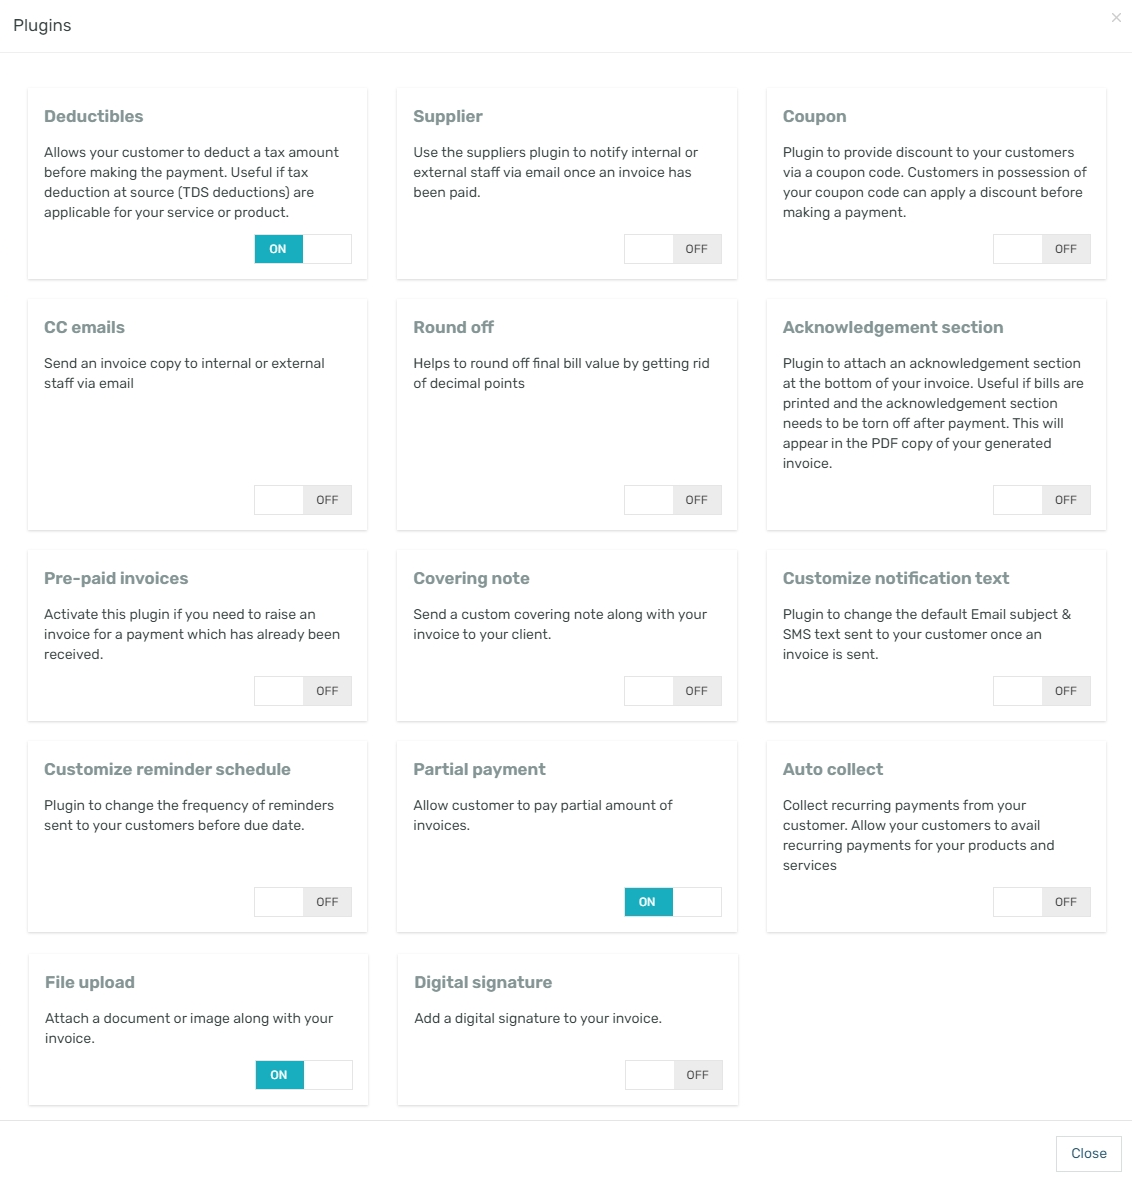 Plugins
×
Deductibles
Allows your customer to deduct a tax amount
before making the payment. Useful if tax
deduction at source (TDS deductions) are
applicable for your service or product.
ON
Supplier
Use the suppliers plugin to notify internal or
external staff via email once an invoice has
been paid.
OFF
Coupon
Plugin to provide discount to your customers
via a coupon code. Customers in possession of
your coupon code can apply a discount before
making a payment.
OFF
CC emails
Send an invoice copy to internal or external
staff via email
OFF
Round off
Helps to round off final bill value by getting rid
of decimal points
OFF
Acknowledgement section
Plugin to attach an acknowledgement section
at the bottom of your invoice. Useful if bills are
printed and the acknowledgement section
needs to be torn off after payment. This will
appear in the PDF copy of your generated
invoice.
OFF
Pre-paid invoices
Activate this plugin if you need to raise an
invoice for a payment which has already been
received.
OFF
Covering note
Send a custom covering note along with your
invoice to your client.
OFF
Customize notification text
Plugin to change the default Email subject &
SMS text sent to your customer once an
invoice is sent.
OFF
Customize reminder schedule
Plugin to change the frequency of reminders
sent to your customers before due date.
OFF
Partial payment
Allow customer to pay partial amount of
invoices.
ON
Auto collect
Collect recurring payments from your
customer. Allow your customers to avail
recurring payments for your products and
services
OFF
File upload
Attach a document or image along with your
invoice.
ON
Digital signature
Add a digital signature to your invoice.
OFF
Close